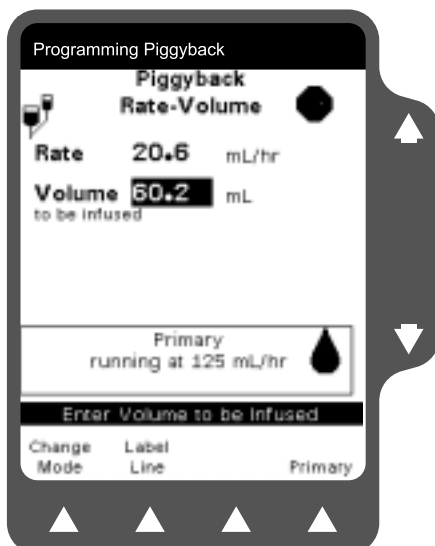 Programming Piggyback
Piggyback
Rate-Volume
Rate 20.6 mL/hr
Volume 60.2 mL
to be infused
Primary
running at 125 mL/hr
Enter Volume to be Infused
Change Label
Mode Line Primary